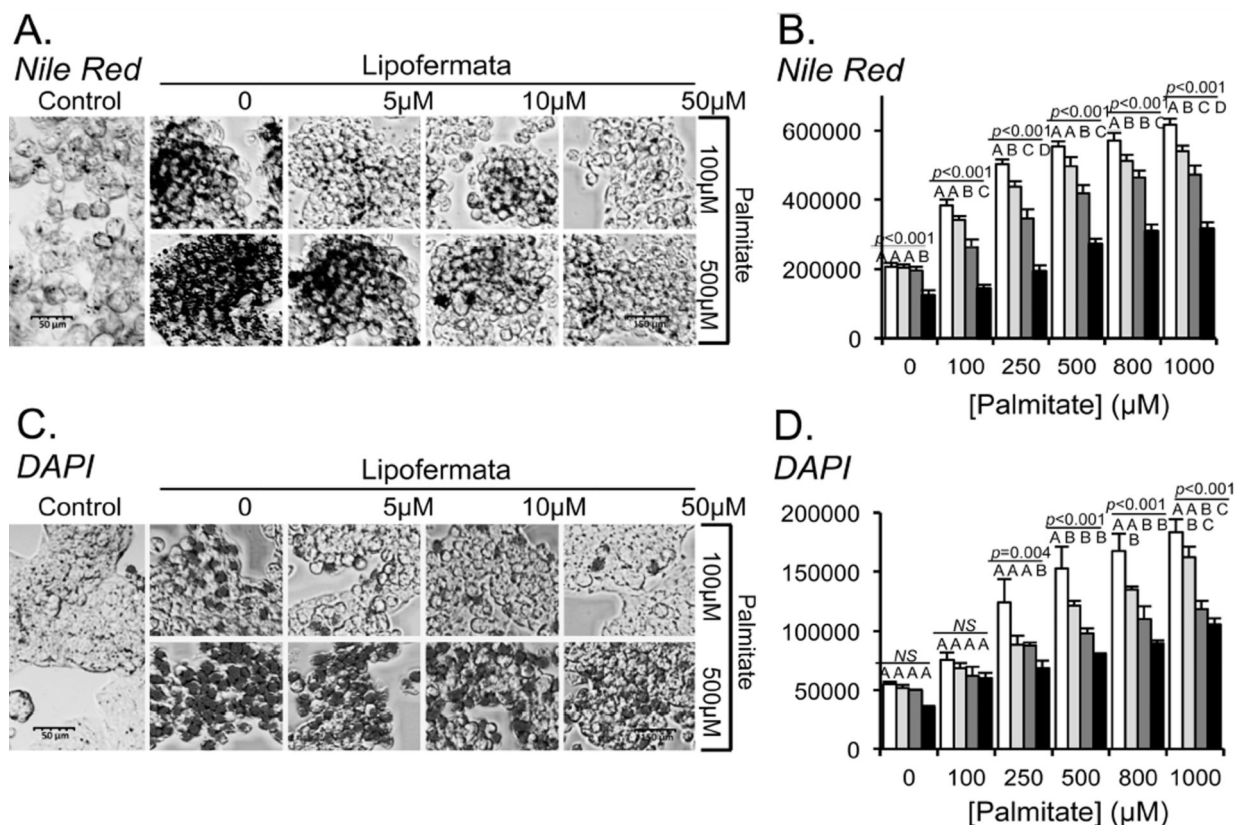 A.
Nile Red
Lipofermata
Control 0 5µM 10µM 50µM
100µM
500µM
Palmitate
50 µm
150 µm
B.
Nile Red
600000
400000
200000
0
p<0.001
A A A B
p<0.001
A A B C
p<0.001
A B C D
p<0.001
A A B C
p<0.001
A B B C
p<0.001
A B C D
0 100 250 500 800 1000
[Palmitate] (µM)
C.
DAPI
Lipofermata
Control 0 5µM 10µM 50µM
100µM
500µM
Palmitate
50 µm
D.
DAPI
200000
150000
100000
50000
0
NS
A A A A
NS
A A A A
p=0.004
A A A B
p<0.001
A B B B
p<0.001
A A B B
B
p<0.001
A A B C
B C
0 100 250 500 800 1000
[Palmitate] (µM)